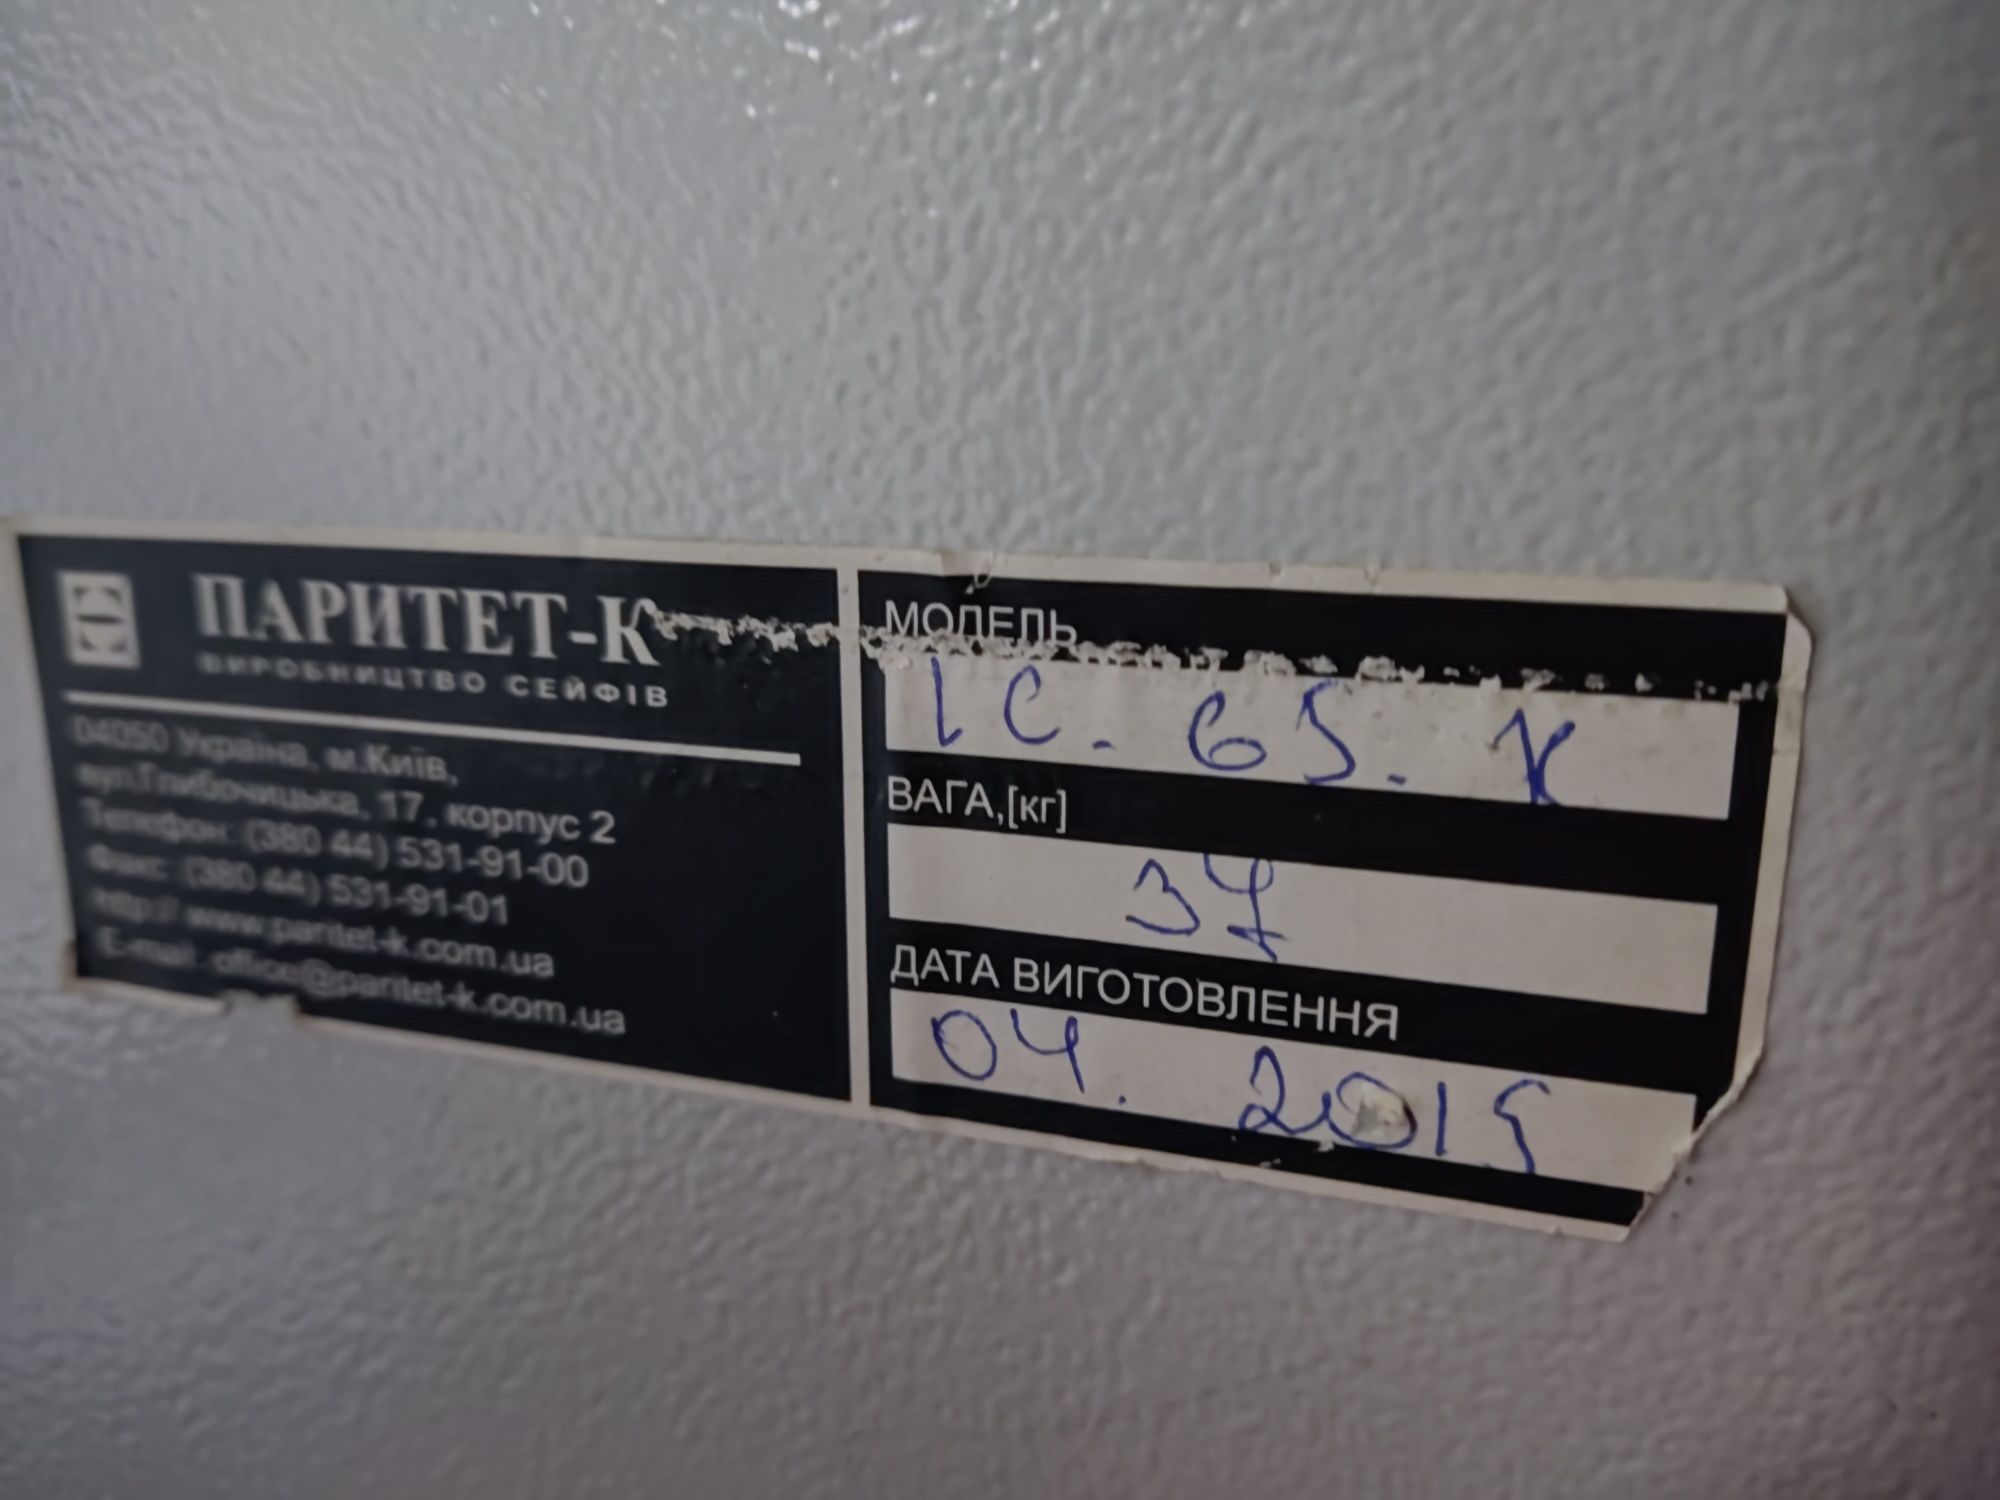 ПАРИТЕТ-К
ВИРОБНИЦТВО СЕЙФІВ
04050 Україна, м.Київ,
вул.Глибочицька, 17, корпус 2
Телефон: (380 44) 531-91-00
Факс: (380 44) 531-91-01
http:// www.paritet-k.com.ua
E-mail: office@paritet-k.com.ua
МОДЕЛЬ
1C. 65. K
ВАГА,[кг]
37
ДАТА ВИГОТОВЛЕННЯ
04. 2015